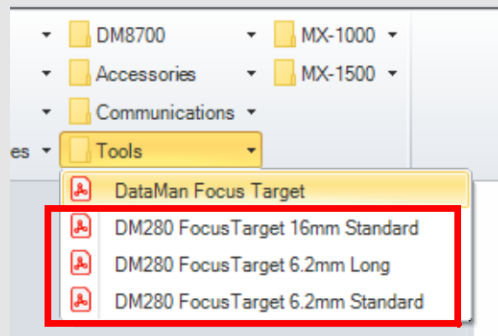 DM8700 MX-1000
Accessories MX-1500
Communications
es Tools
DataMan Focus Target
DM280 FocusTarget 16mm Standard
DM280 FocusTarget 6.2mm Long
DM280 FocusTarget 6.2mm Standard